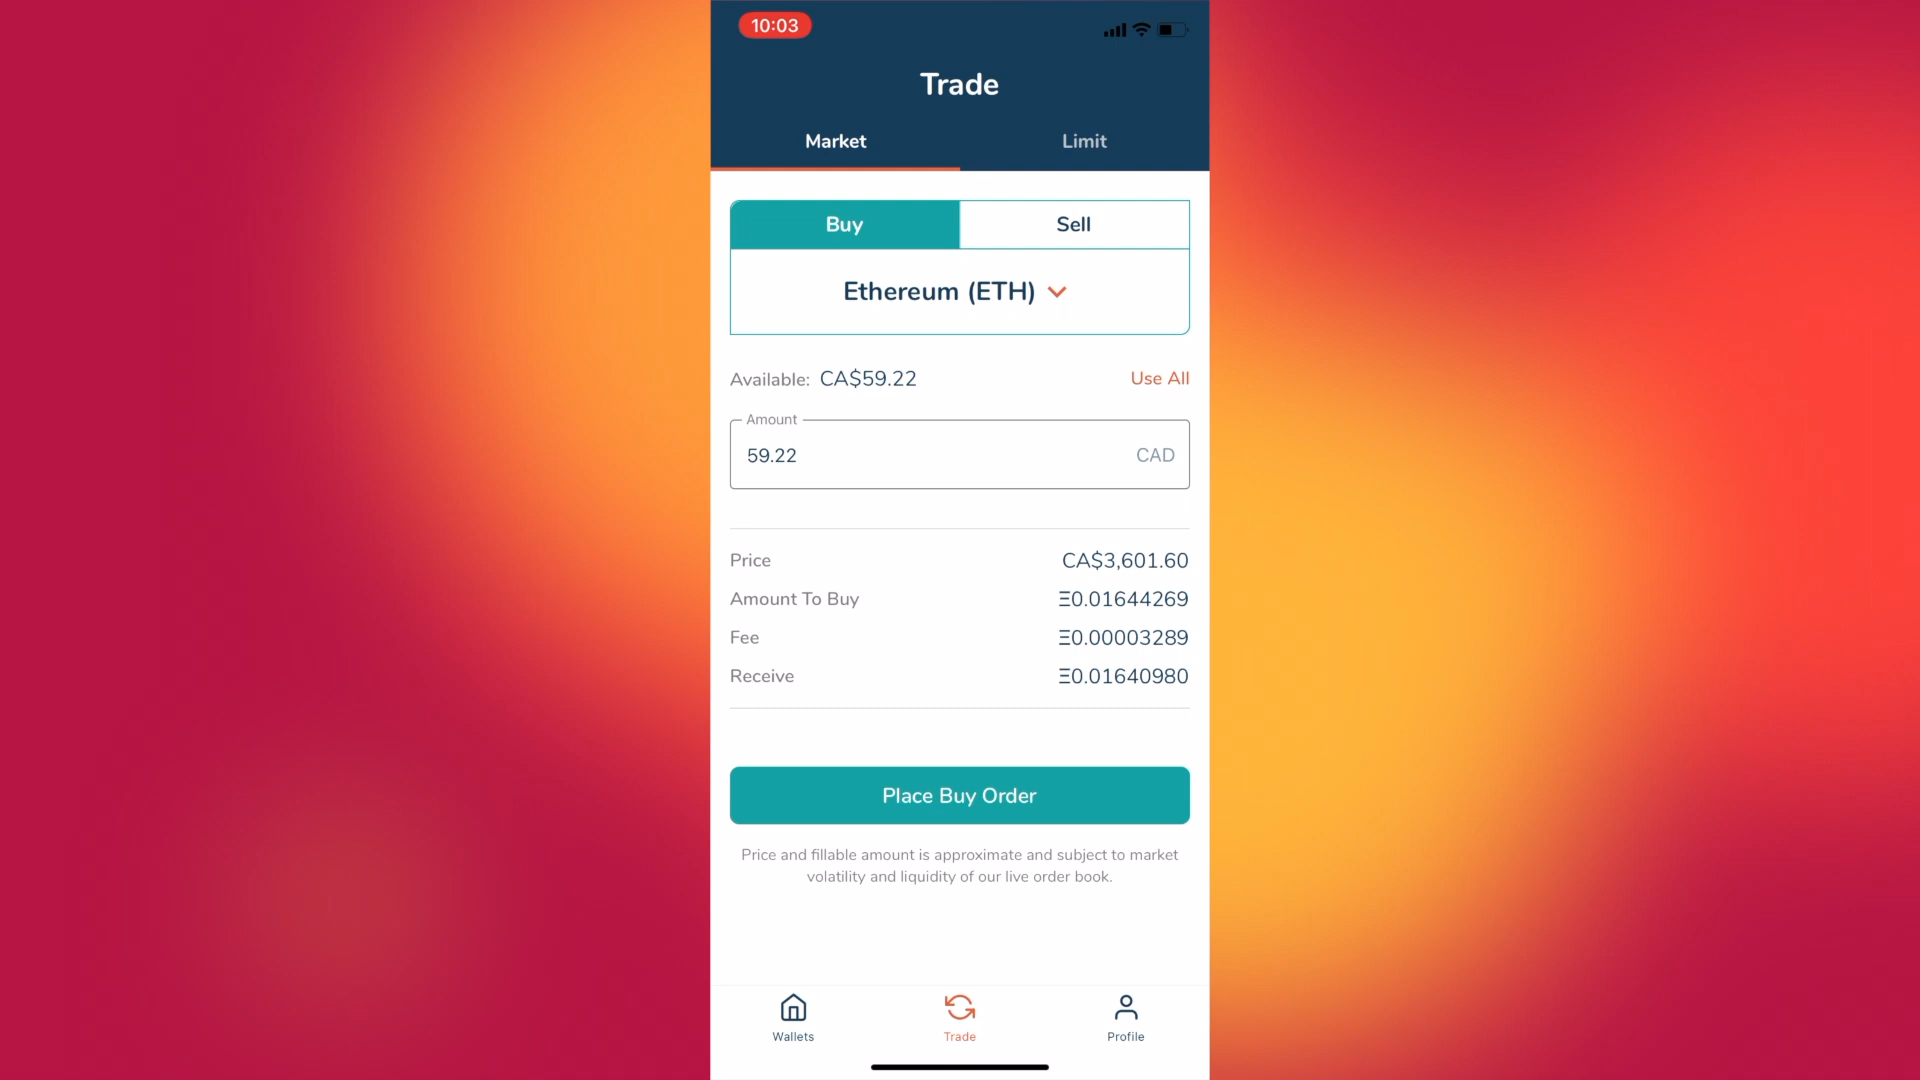 10:03
Trade
Market Limit
Buy Sell
Ethereum (ETH)
Available: CA$59.22 Use All
Amount
59.22 CAD
Price CA$3,601.60
Amount To Buy Ξ0.01644269
Fee Ξ0.00003289
Receive Ξ0.01640980
Place Buy Order
Price and fillable amount is approximate and subject to market
volatility and liquidity of our live order book.
Wallets Trade Profile